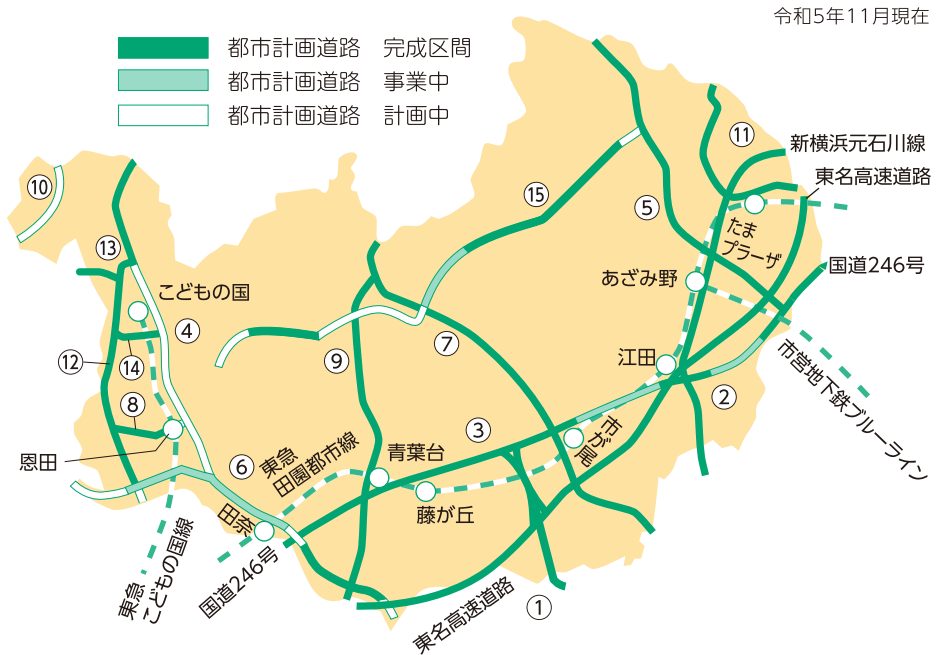 令和5年11月現在
都市計画道路　完成区間
都市計画道路　事業中
都市計画道路　計画中
⑪
新横浜元石川線
東名高速道路
⑩
⑮
⑤
たま
プラーザ
⑬
国道246号
あざみ野
こどもの国
④
⑦
⑨
江田
⑫
⑭
市営地下鉄ブルーライン
②
⑧
③
市が尾
恩田
⑥
東急
田園都市線
青葉台
藤が丘
田奈
国道246号
東急
こどもの国線
東名高速道路
①